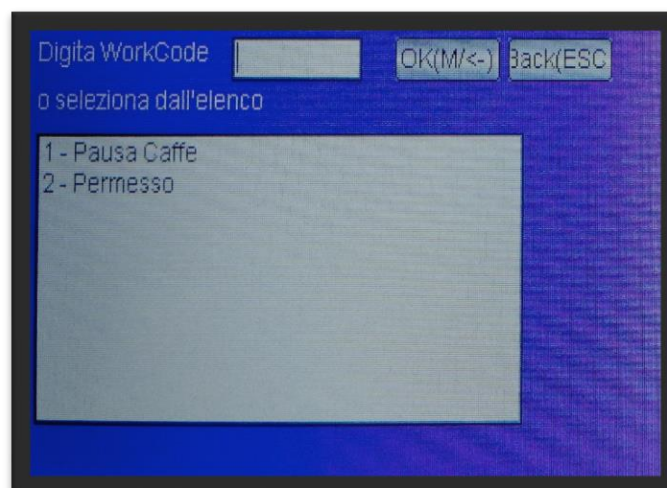 Digita WorkCode OK(M/<-) Back(ESC
o seleziona dall'elenco
1 - Pausa Caffe
2 - Permesso